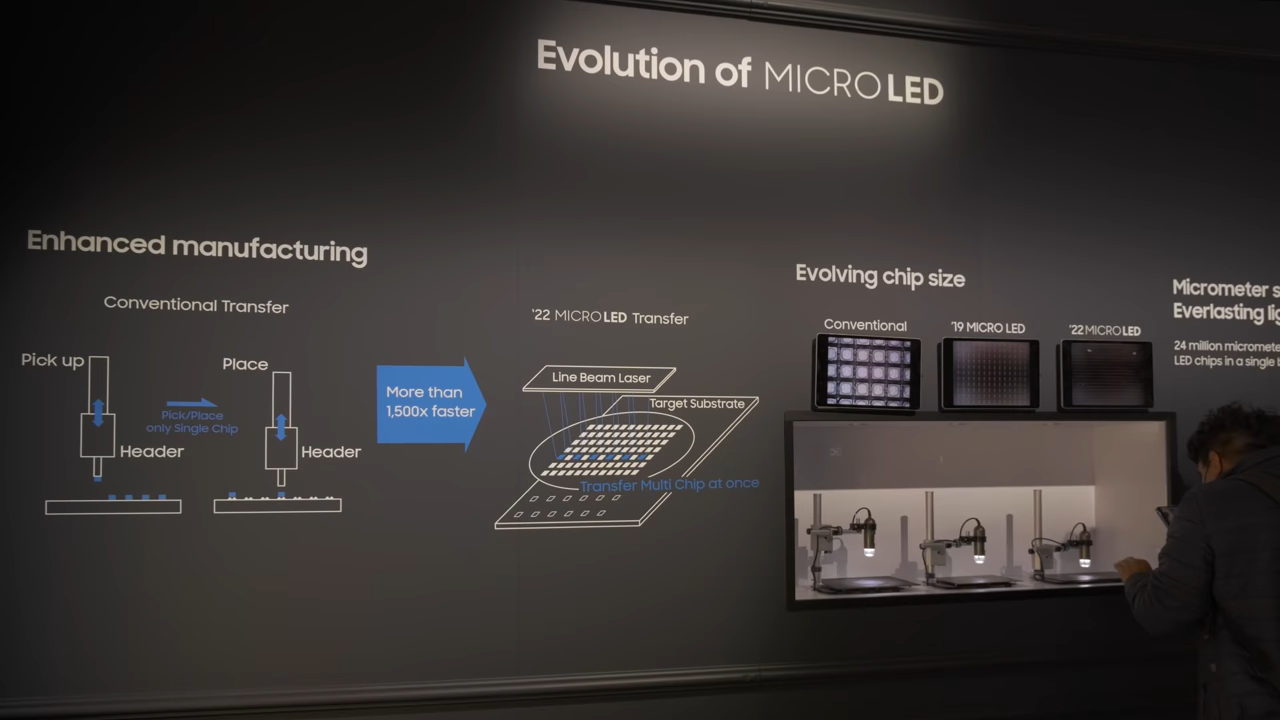 Evolution of MICRO LED
Enhanced manufacturing
Conventional Transfer
Pick up
Place
Pick/Place
only Single Chip
Header
Header
More than
1,500x faster
'22 MICRO LED Transfer
Line Beam Laser
Target Substrate
Transfer Multi Chip at once
Evolving chip size
Conventional
'19 MICRO LED
'22 MICRO LED
Micrometer s
Everlasting lig
24 million micromete
LED chips in a single b